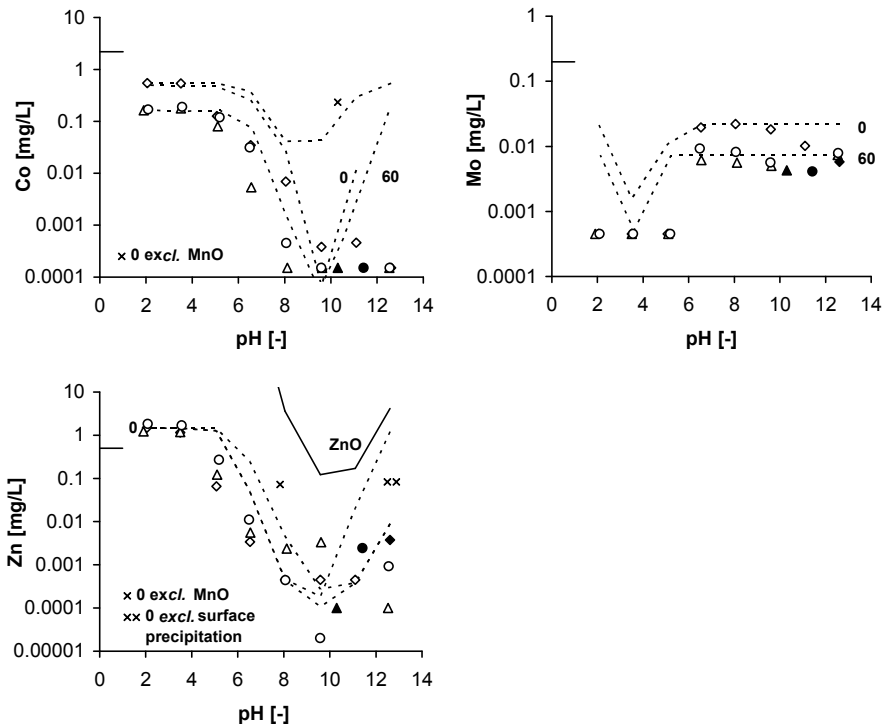 10
1
0.1
0.01
0.001
0.0001
Co [mg/L]
0
60
× 0 excl. MnO
0 2 4 6 8 10 12 14
pH [-]
1
0.1
0.01
0.001
0.0001
Mo [mg/L]
0
60
0 2 4 6 8 10 12 14
pH [-]
10
1
0.1
0.01
0.001
0.0001
0.00001
Zn [mg/L]
0
ZnO
× 0 excl. MnO
×× 0 excl. surface
precipitation
0 2 4 6 8 10 12 14
pH [-]